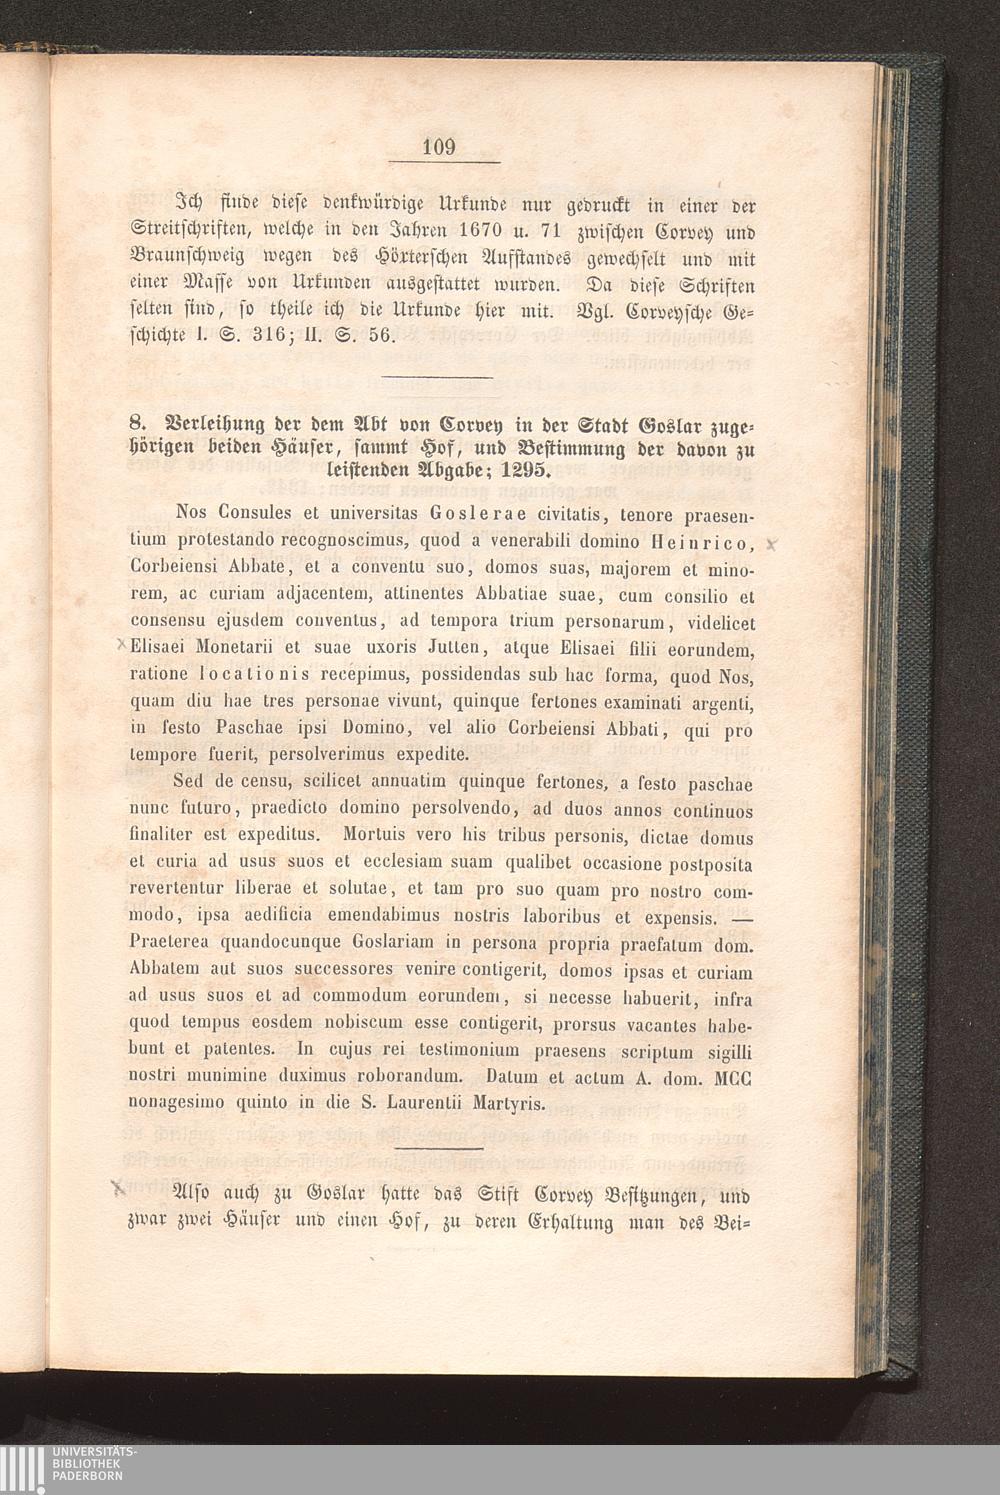 109
Ich finde diese denkwürdige Urkunde nur gedruckt in einer der
Streitschriften, welche in den Jahren 1670 u. 71 zwischen Corvey und
Braunschweig wegen des Höxterschen Aufstandes gewechselt und mit
einer Masse von Urkunden ausgestattet wurden. Da diese Schriften
selten sind, so theile ich die Urkunde hier mit. Vgl. Corveysche Ge=
schichte I. S. 316; II. S. 56.
8. Verleihung der dem Abt von Corvey in der Stadt Goslar zuge=
hörigen beiden Häuser, sammt Hof, und Bestimmung der davon zu
leistenden Abgabe; 1295.
Nos Consules et universitas Goslerae civitatis, tenore praesen-
tium protestando recognoscimus, quod a venerabili domino Heinrico,
Corbeiensi Abbate, et a conventu suo, domos suas, majorem et mino-
rem, ac curiam adjacentem, attinentes Abbatiae suae, cum consilio et
consensu ejusdem conventus, ad tempora trium personarum, videlicet
Elisaei Monetarii et suae uxoris Jutten, atque Elisaei filii eorundem,
ratione locationis recepimus, possidendas sub hac forma, quod Nos,
quam diu hae tres personae vivunt, quinque fertones examinati argenti,
in festo Paschae ipsi Domino, vel alio Corbeiensi Abbati, qui pro
tempore fuerit, persolverimus expedite.
Sed de censu, scilicet annuatim quinque fertones, a festo paschae
nunc futuro, praedicto domino persolvendo, ad duos annos continuos
finaliter est expeditus. Mortuis vero his tribus personis, dictae domus
et curia ad usus suos et ecclesiam suam qualibet occasione postposita
revertentur liberae et solutae, et tam pro suo quam pro nostro com-
modo, ipsa aedificia emendabimus nostris laboribus et expensis. —
Praeterea quandocunque Goslariam in persona propria praefatum dom.
Abbatem aut suos successores venire contigerit, domos ipsas et curiam
ad usus suos et ad commodum eorundem, si necesse habuerit, infra
quod tempus eosdem nobiscum esse contigerit, prorsus vacantes habe-
bunt et patentes. In cujus rei testimonium praesens scriptum sigilli
nostri munimine duximus roborandum. Datum et actum A. dom. MCC
nonagesimo quinto in die S. Laurentii Martyris.
Also auch zu Goslar hatte das Stift Corvey Besitzungen, und
zwar zwei Häuser und einen Hof, zu deren Erhaltung man des Bei=
UNIVERSITÄTS-
BIBLIOTHEK
PADERBORN